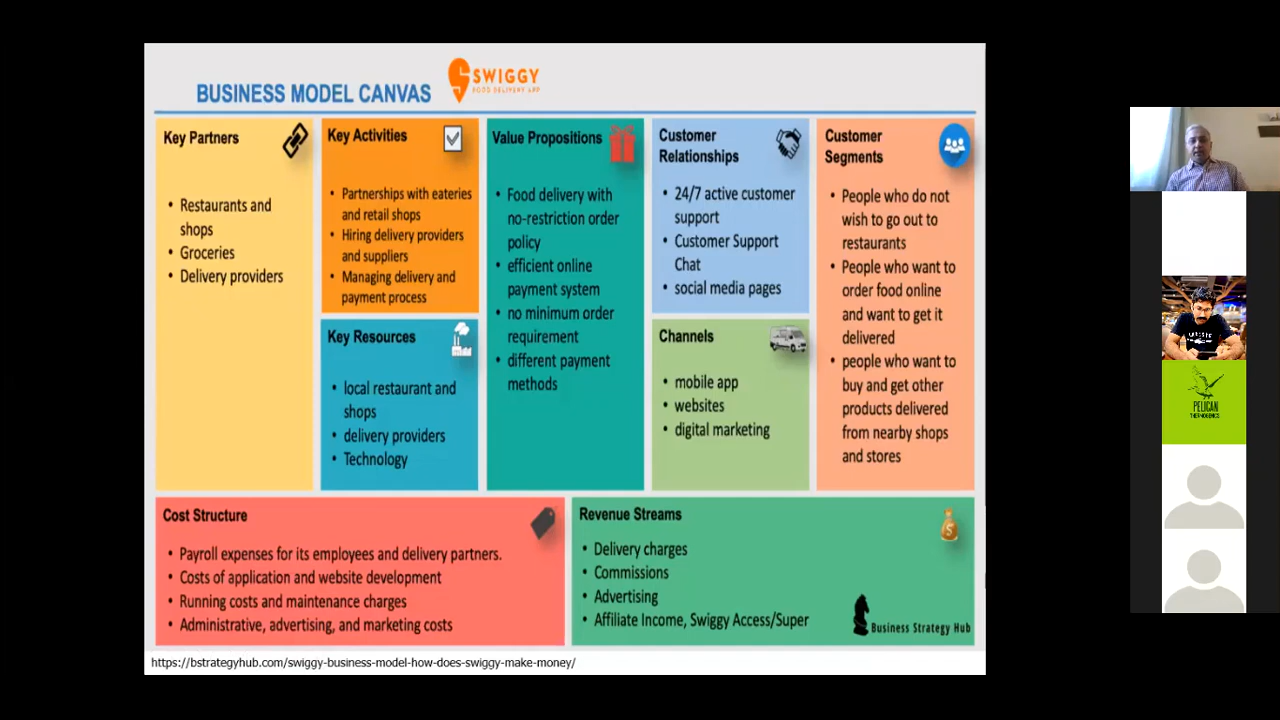 BUSINESS MODEL CANVAS
SWIGGY
FOOD DELIVERY APP
Key Partners
• Restaurants and
shops
• Groceries
• Delivery providers
Key Activities
• Partnerships with eateries
and retail shops
• Hiring delivery providers
and suppliers
• Managing delivery and
payment process
Key Resources
• local restaurant and
shops
• delivery providers
• Technology
Value Propositions
• Food delivery with
no-restriction order
policy
• efficient online
payment system
• no minimum order
requirement
• different payment
methods
Customer
Relationships
• 24/7 active customer
support
• Customer Support
Chat
• social media pages
Channels
• mobile app
• websites
• digital marketing
Customer
Segments
• People who do not
wish to go out to
restaurants
• People who want to
order food online
and want to get it
delivered
• people who want to
buy and get other
products delivered
from nearby shops
and stores
Cost Structure
• Payroll expenses for its employees and delivery partners.
• Costs of application and website development
• Running costs and maintenance charges
• Administrative, advertising, and marketing costs
Revenue Streams
• Delivery charges
• Commissions
• Advertising
• Affiliate Income, Swiggy Access/Super
Business Strategy Hub
https://bstrategyhub.com/swiggy-business-model-how-does-swiggy-make-money/
PELICAN